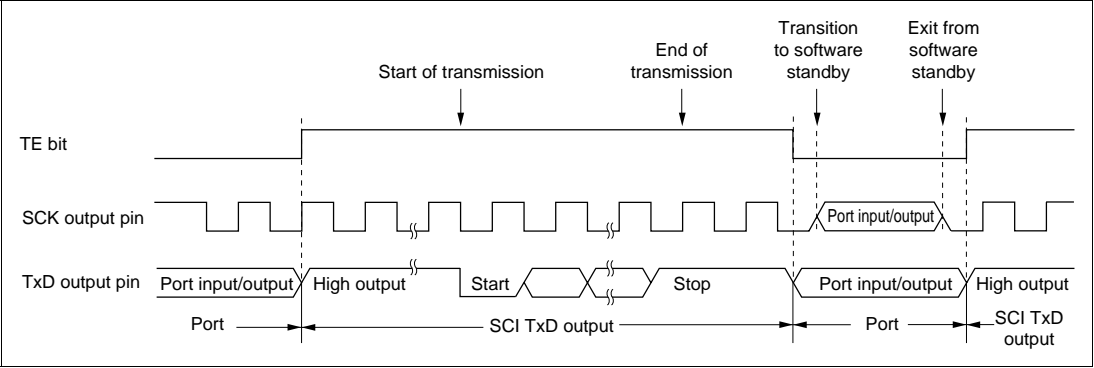 Start of transmission
End of
transmission
Transition
to software
standby
Exit from
software
standby
TE bit
SCK output pin
Port input/output
TxD output pin
Port input/output
High output
Start
Stop
Port input/output
High output
Port
SCI TxD output
Port
SCI TxD
output